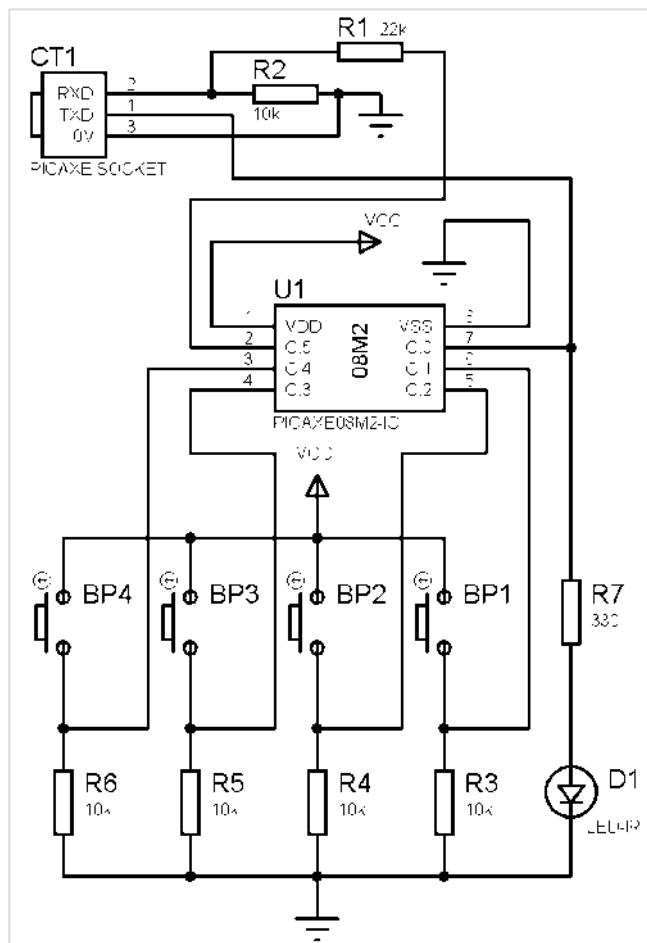 R1 22k
CT1
R2
10k
RXD 2
TXD 1
0V 3
PICAXE SOCKET
VCC
U1
1 VDD VSS 8
2 C.5 C.0 7
3 C.4 C.1 6
4 C.3 C.2 5
08M2
PICAXE08M2-IC
VCC
BP4 BP3 BP2 BP1
R7
330
R6 R5 R4 R3
10k 10k 10k 10k
D1
LED-IR